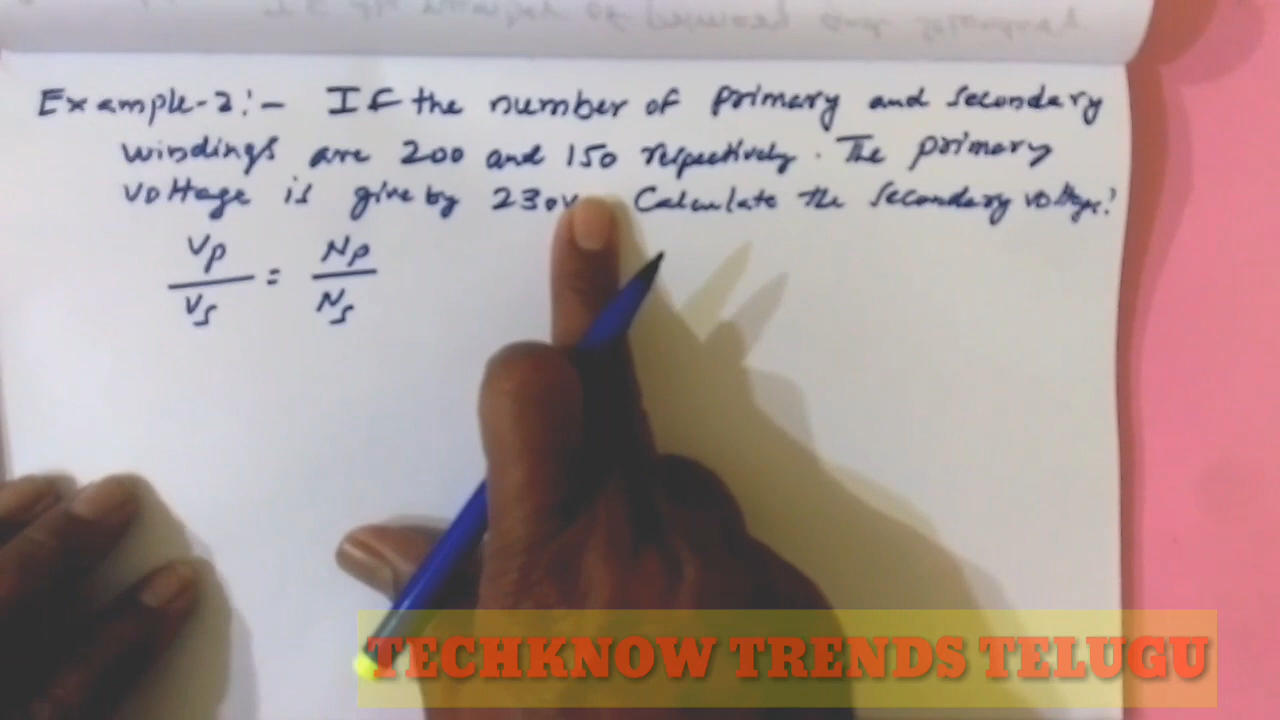 Example-2:- If the number of primary and secondary
windings are 200 and 150 respectively. The primary
voltage is give by 230V Calculate the secondary voltage?
Vp Np
Vs = Ns
TECHKNOW TRENDS TELUGU